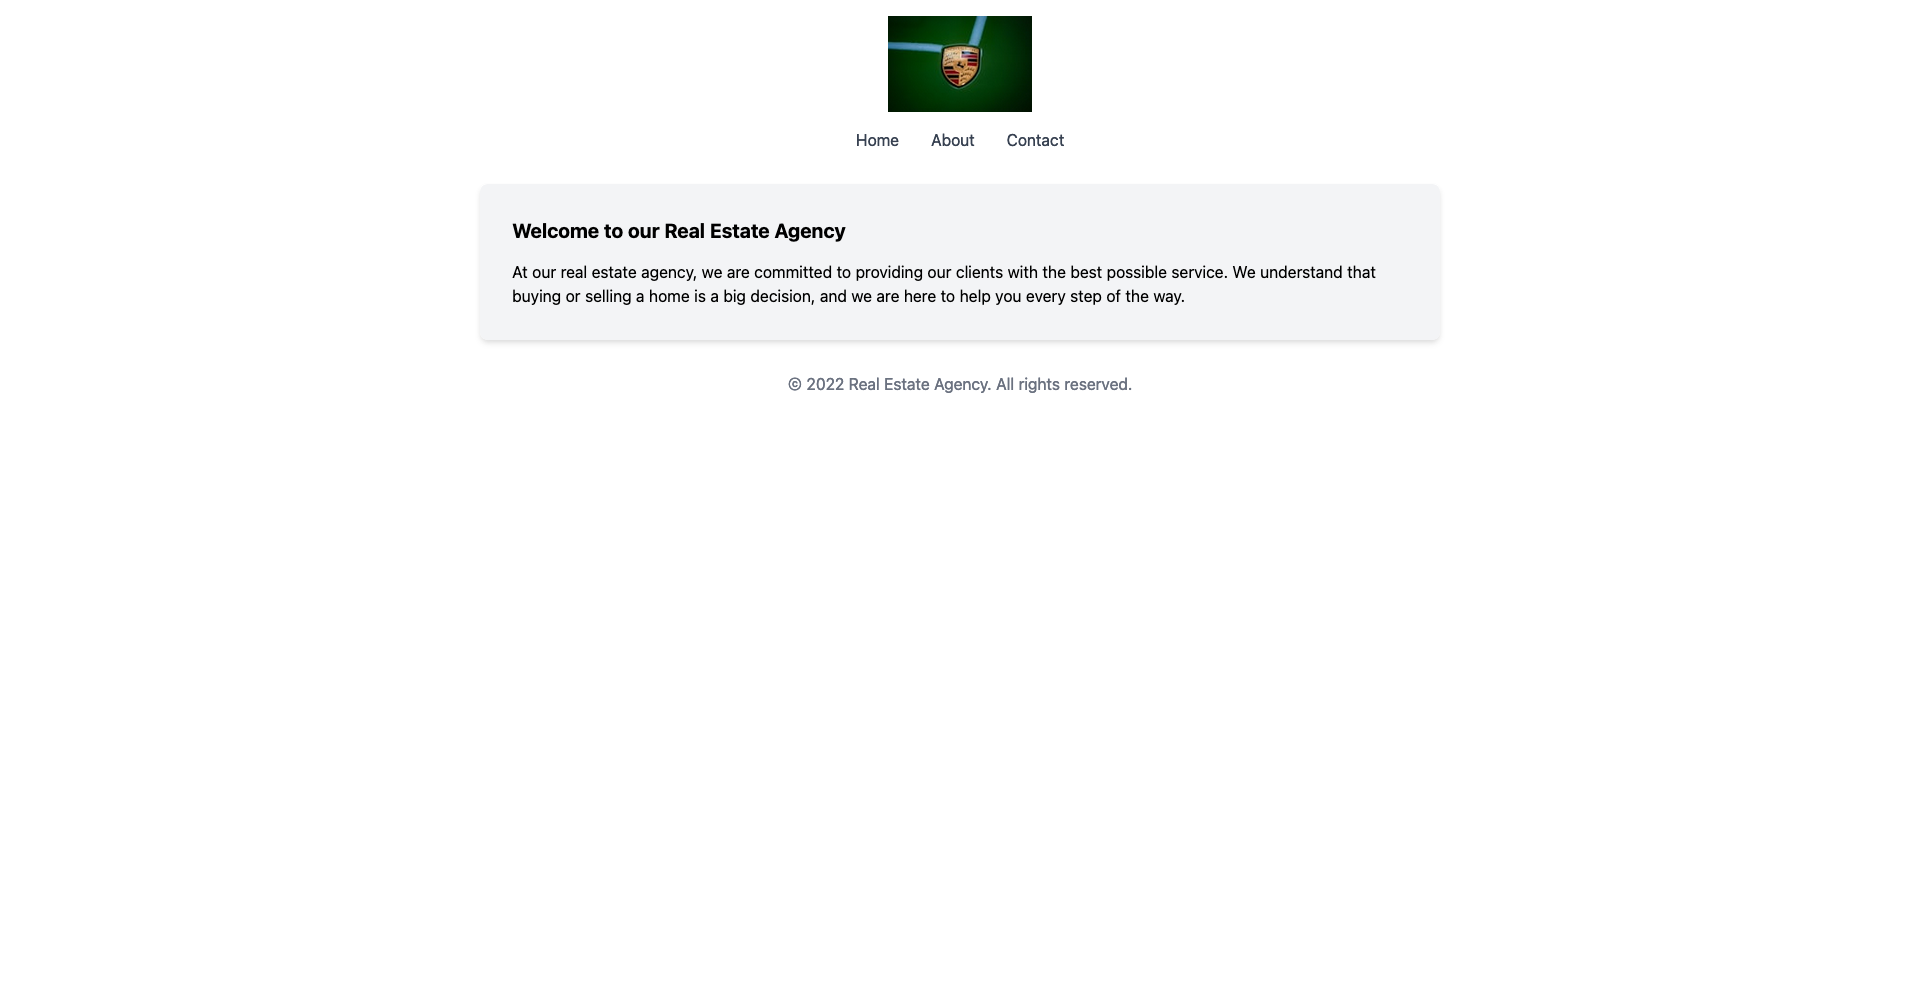 Home About Contact
Welcome to our Real Estate Agency
At our real estate agency, we are committed to providing our clients with the best possible service. We understand that
buying or selling a home is a big decision, and we are here to help you every step of the way.
© 2022 Real Estate Agency. All rights reserved.